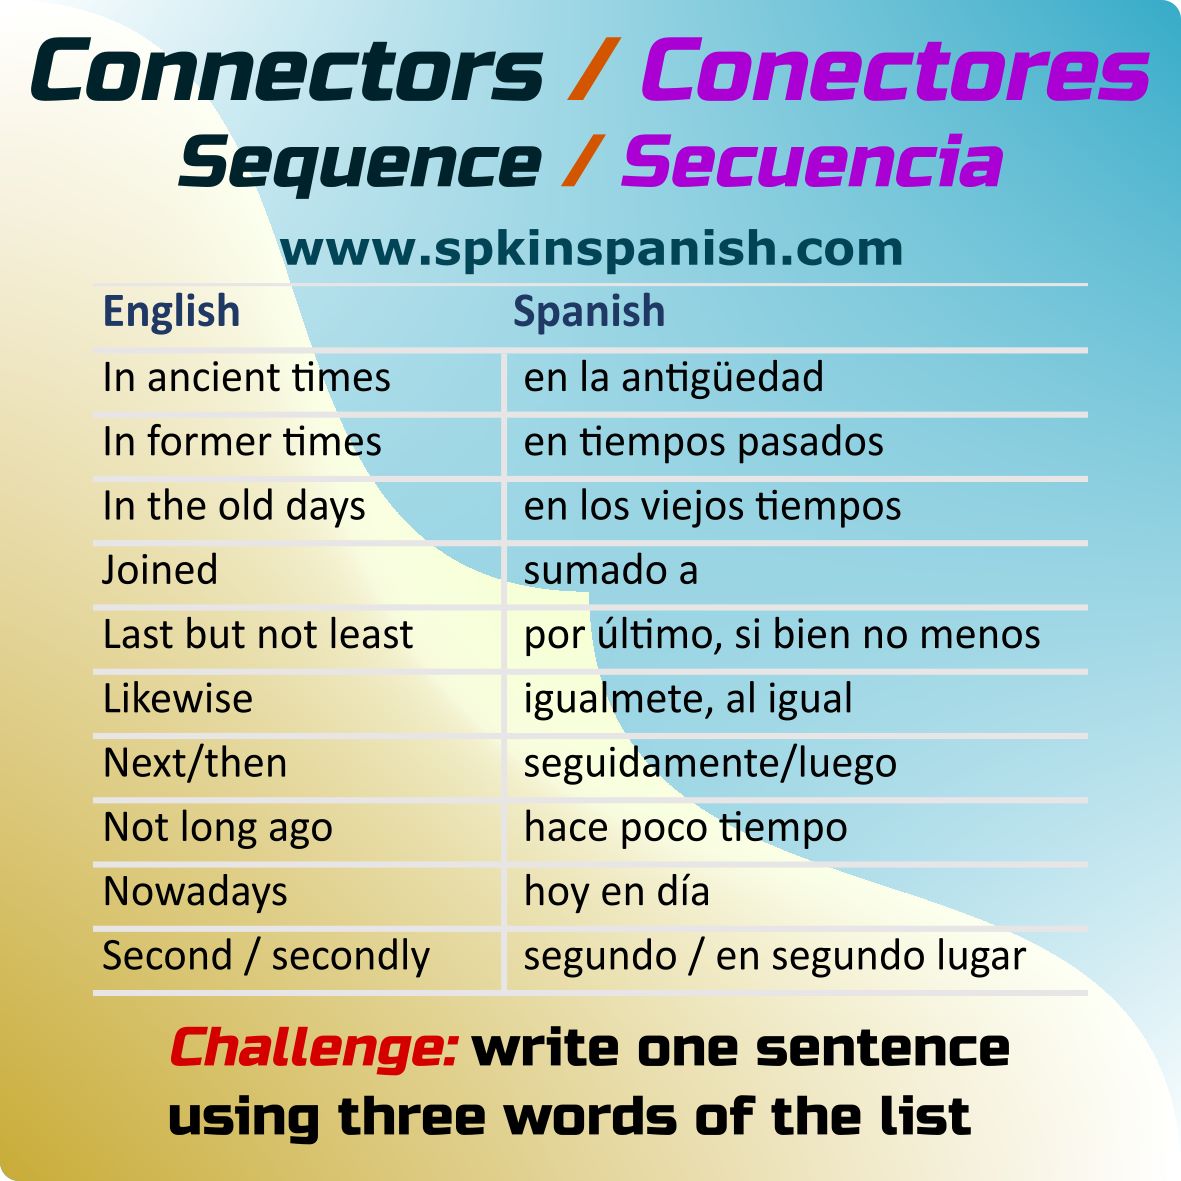 Connectors / Conectores
Sequence / Secuencia
www.spkinspanish.com
English Spanish
In ancient times en la antigüedad
In former times en tiempos pasados
In the old days en los viejos tiempos
Joined sumado a
Last but not least por último, si bien no menos
Likewise igualmete, al igual
Next/then seguidamente/luego
Not long ago hace poco tiempo
Nowadays hoy en día
Second / secondly segundo / en segundo lugar
Challenge: write one sentence
using three words of the list